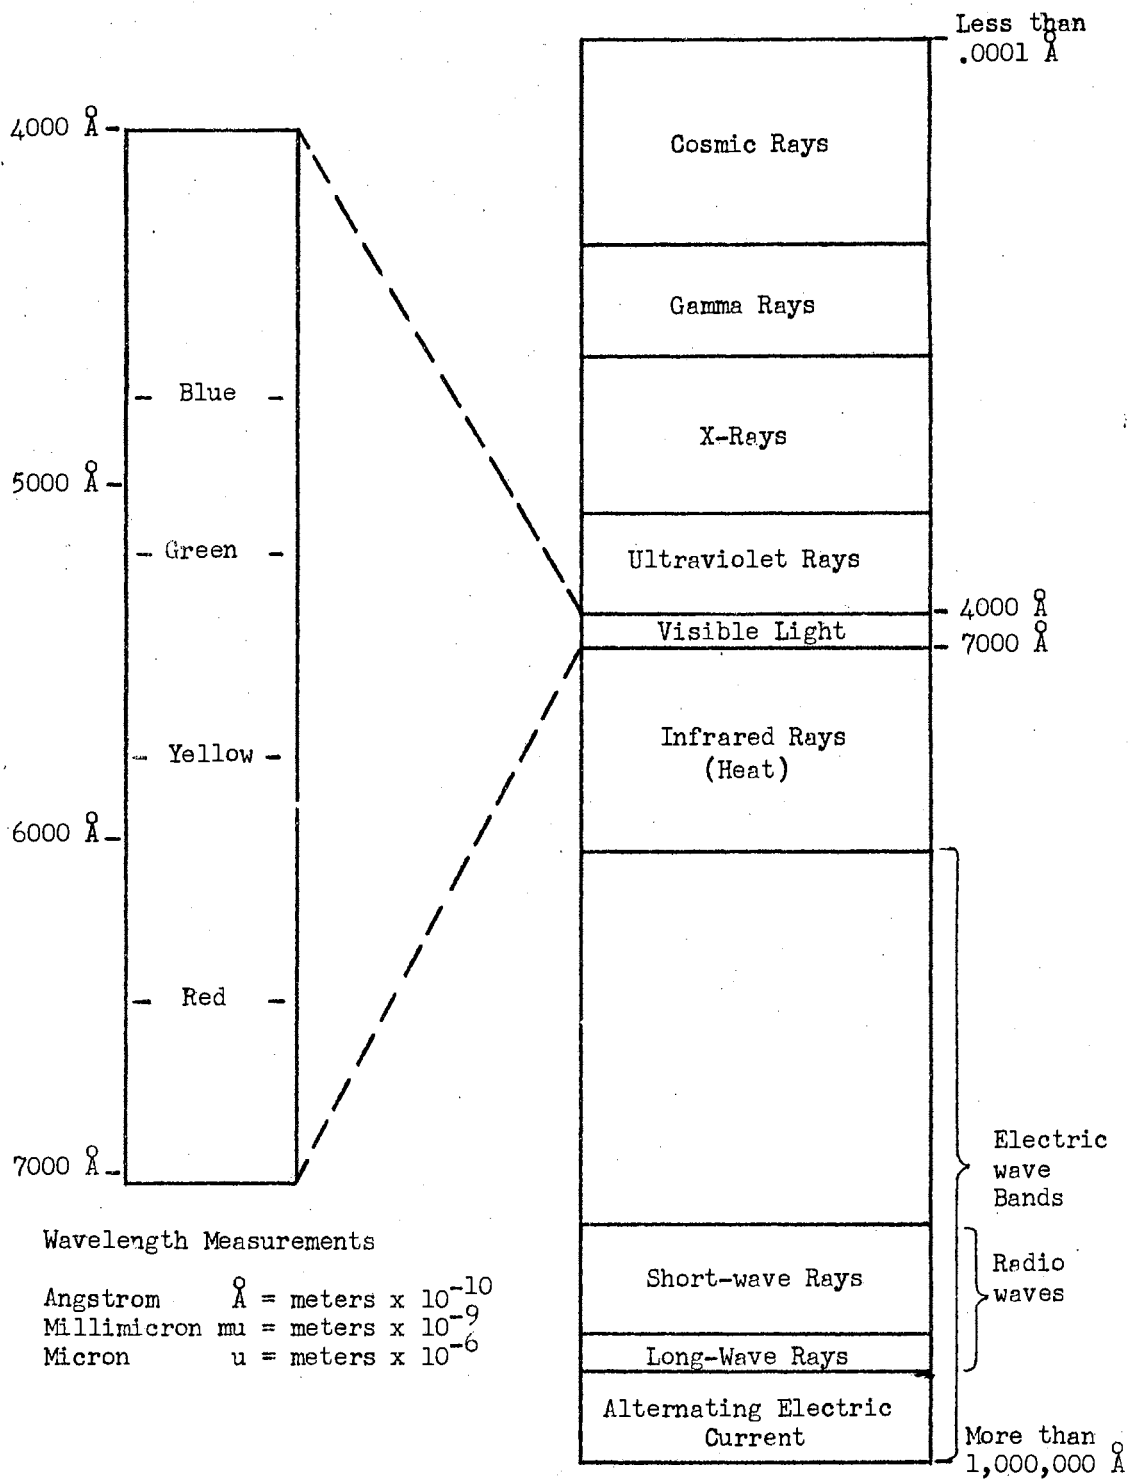 4000 Å
Blue
5000 Å
Green
Yellow
6000 Å
Red
7000 Å
Less than
.0001 Å
Cosmic Rays
Gamma Rays
X-Rays
Ultraviolet Rays
4000 Å
Visible Light
7000 Å
Infrared Rays
(Heat)
Electric
wave
Bands
Short-wave Rays
Radio
waves
Long-Wave Rays
Alternating Electric
Current
More than
1,000,000 Å
Wavelength Measurements
Angstrom Å = meters x 10⁻¹⁰
Millimicron mu = meters x 10⁻⁹
Micron u = meters x 10⁻⁶